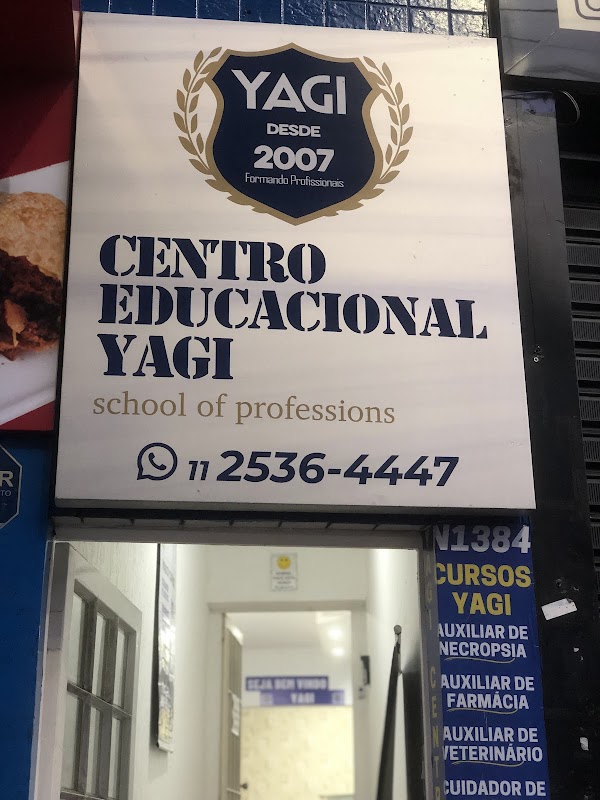 YAGI
DESDE
2007
Formando Profissionais
CENTRO
EDUCACIONAL
YAGI
school of professions
11 2536-4447
N1384
CURSOS
YAGI
AUXILIAR DE
NECROPSIA
AUXILIAR DE
FARMÁCIA
AUXILIAR DE
VETERINÁRIO
CUIDADOR DE
SEJA BEM VINDO
YAGI